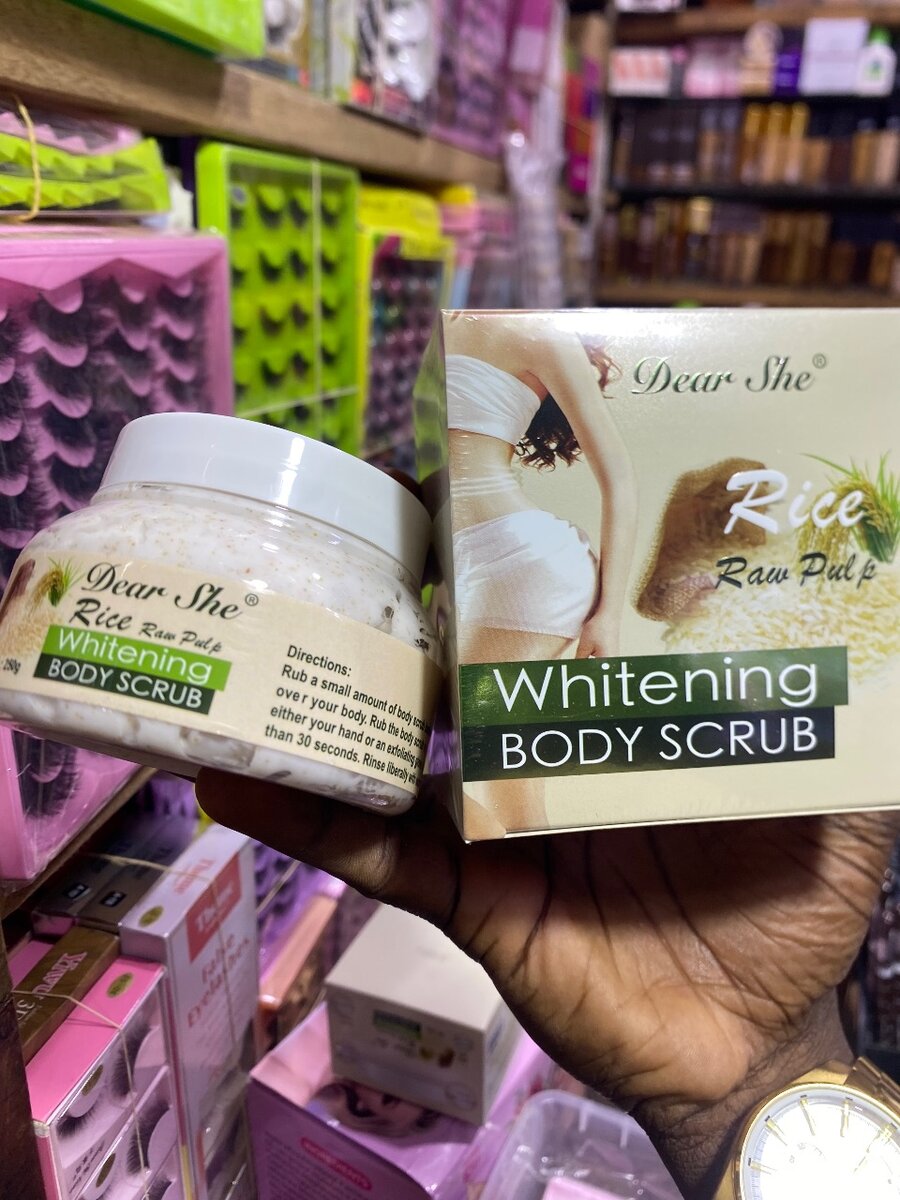 Dear She®
Rice
Raw Pulp
Whitening
BODY SCRUB
Dear She®
Rice Raw Pulp
Whitening
BODY SCRUB
250g
Directions:
Rub a small amount of body scrub
over your body. Rub the body
either your hand or an exfoliating
than 30 seconds. Rinse liberally
False
Eyelashes